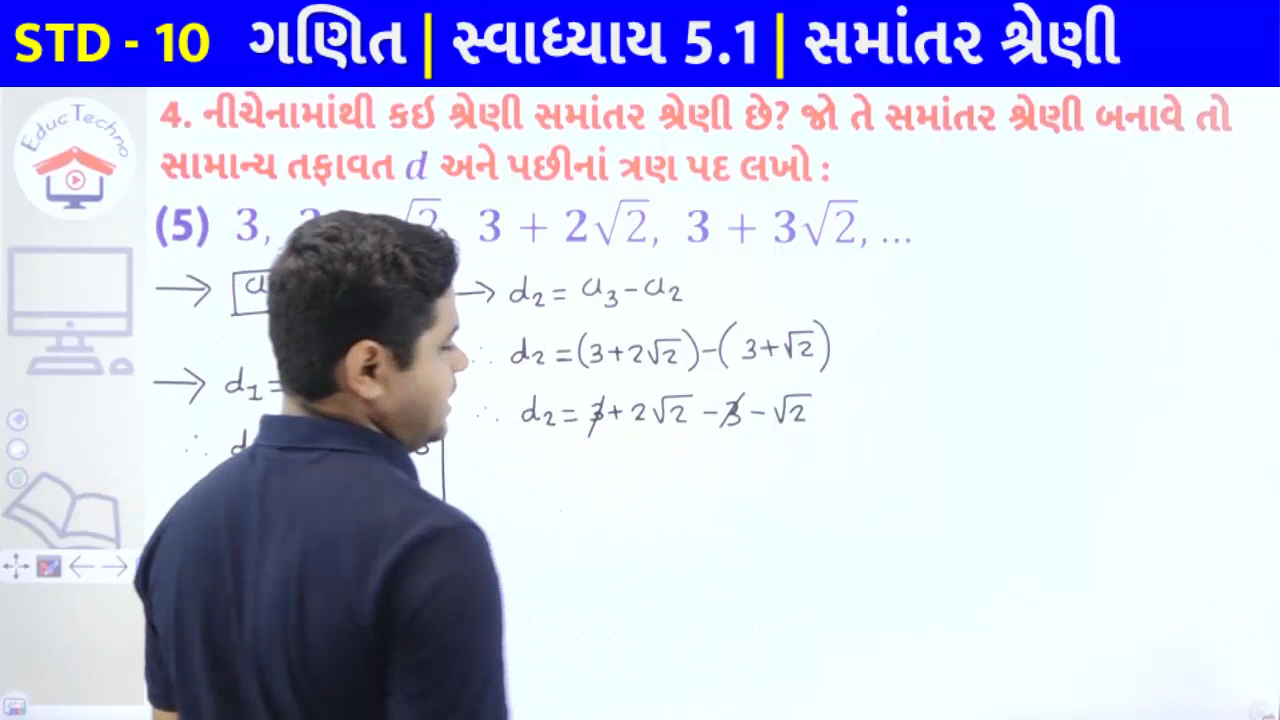 STD - 10 ગણિત | સ્વાધ્યાય 5.1 | સમાંતર શ્રેણી
EducTechno
4. નીચેનામાંથી કઇ શ્રેણી સમાંતર શ્રેણી છે? જો તે સમાંતર શ્રેણી બનાવે તો
સામાન્ય તફાવત d અને પછીનાં ત્રણ પદ લખો :
(5) 3, √2, 3 + 2√2, 3 + 3√2, ...
→ a
→ d₁ =
∴ d
→ d₂ = a₃ - a₂
∴ d₂ = (3+2√2) - (3+√2)
∴ d₂ = 3 + 2√2 - 3 - √2